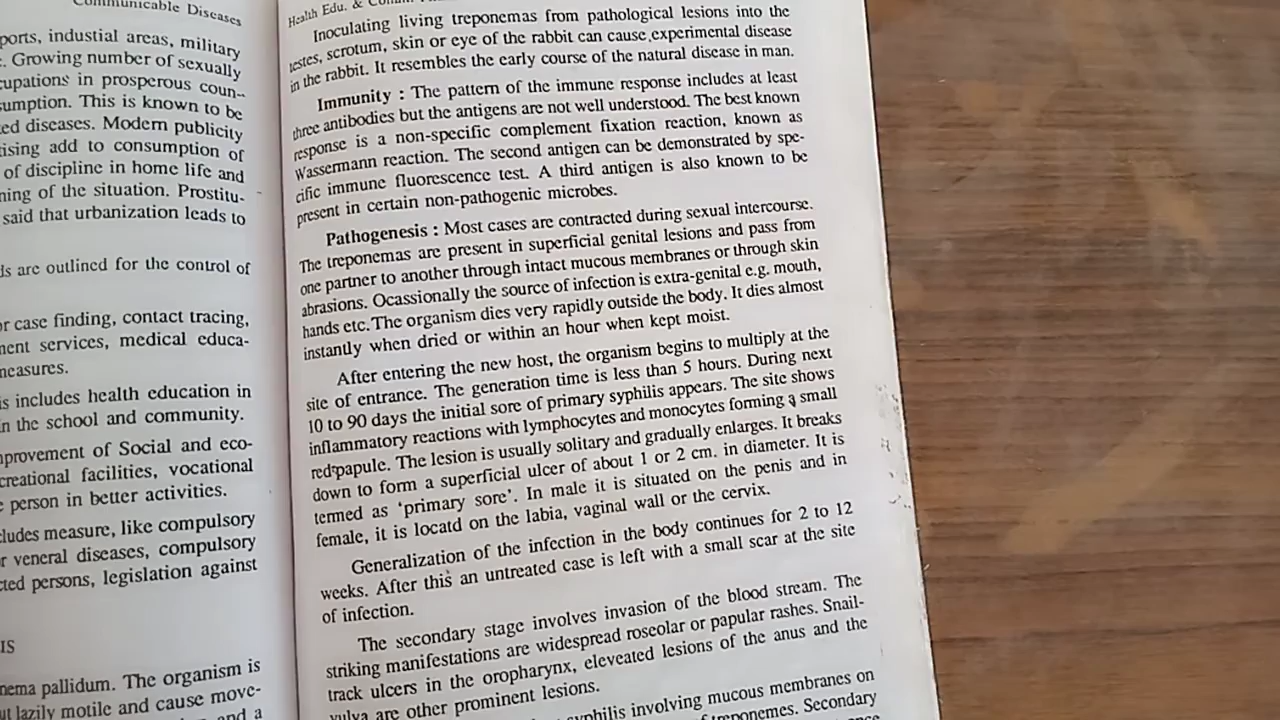 Communicable Diseases
ports, industial areas, military
. Growing number of sexually
cupations in prosperous coun-
sumption. This is known to be
ed diseases. Modern publicity
tising add to consumption of
of discipline in home life and
ning of the situation. Prostitu-
said that urbanization leads to
ds are outlined for the control of
or case finding, contact tracing,
ment services, medical educa-
measures.
is includes health education in
in the school and community.
mprovement of Social and eco-
creational facilities, vocational
e person in better activities.
cludes measure, like compulsory
r veneral diseases, compulsory
cted persons, legislation against
IS
nema pallidum. The organism is
ut lazily motile and cause move-
and a
Health Edu. &
Inoculating living treponemas from pathological lesions into the
testes, scrotum, skin or eye of the rabbit can cause experimental disease
in the rabbit. It resembles the early course of the natural disease in man.
Immunity : The pattern of the immune response includes at least
three antibodies but the antigens are not well understood. The best known
response is a non-specific complement fixation reaction, known as
Wassermann reaction. The second antigen can be demonstrated by spe-
cific immune fluorescence test. A third antigen is also known to be
present in certain non-pathogenic microbes.
Pathogenesis : Most cases are contracted during sexual intercourse.
The treponemas are present in superficial genital lesions and pass from
one partner to another through intact mucous membranes or through skin
abrasions. Ocassionally the source of infection is extra-genital e.g. mouth,
hands etc. The organism dies very rapidly outside the body. It dies almost
instantly when dried or within an hour when kept moist.
After entering the new host, the organism begins to multiply at the
site of entrance. The generation time is less than 5 hours. During next
10 to 90 days the initial sore of primary syphilis appears. The site shows
inflammatory reactions with lymphocytes and monocytes forming a small
red papule. The lesion is usually solitary and gradually enlarges. It breaks
down to form a superficial ulcer of about 1 or 2 cm. in diameter. It is
termed as 'primary sore'. In male it is situated on the penis and in
female, it is locatd on the labia, vaginal wall or the cervix.
Generalization of the infection in the body continues for 2 to 12
weeks. After this an untreated case is left with a small scar at the site
of infection.
The secondary stage involves invasion of the blood stream. The
striking manifestations are widespread roseolar or papular rashes. Snail-
track ulcers in the oropharynx, eleveated lesions of the anus and the
vulva are other prominent lesions.
syphilis involving mucous membranes on
treponemes. Secondary